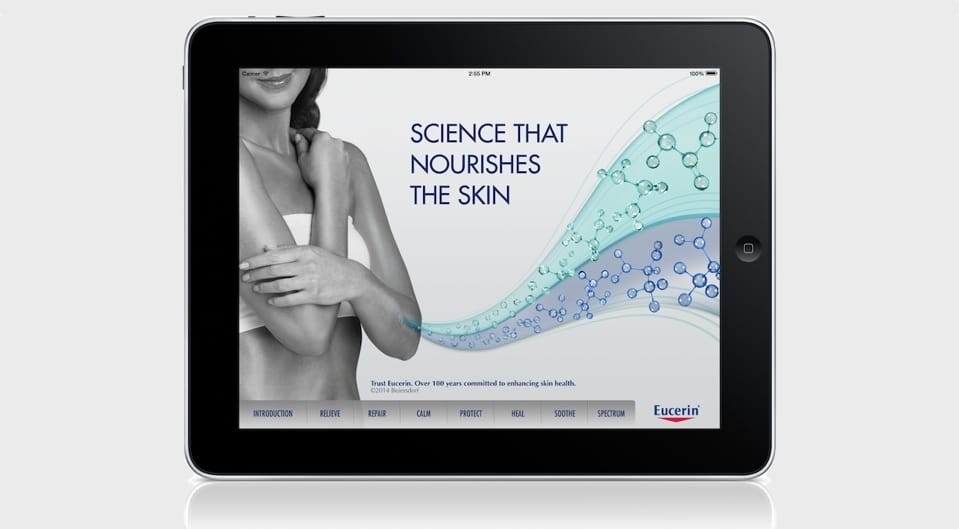 Carrier 2:55 PM 100%
SCIENCE THAT
NOURISHES
THE SKIN
Trust Eucerin. Over 100 years committed to enhancing skin health.
©2014 Beiersdorf
INTRODUCTION RELIEVE REPAIR CALM PROTECT HEAL SOOTHE SPECTRUM Eucerin®